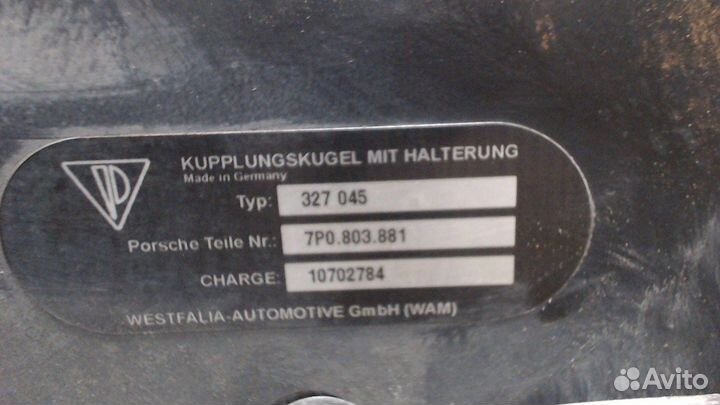 KUPPLUNGSKUGEL MIT HALTERUNG
Made in Germany
Typ: 327 045
Porsche Teile Nr.: 7P0.803.881
CHARGE: 10702784
WESTFALIA-AUTOMOTIVE GmbH (WAM)
Avito